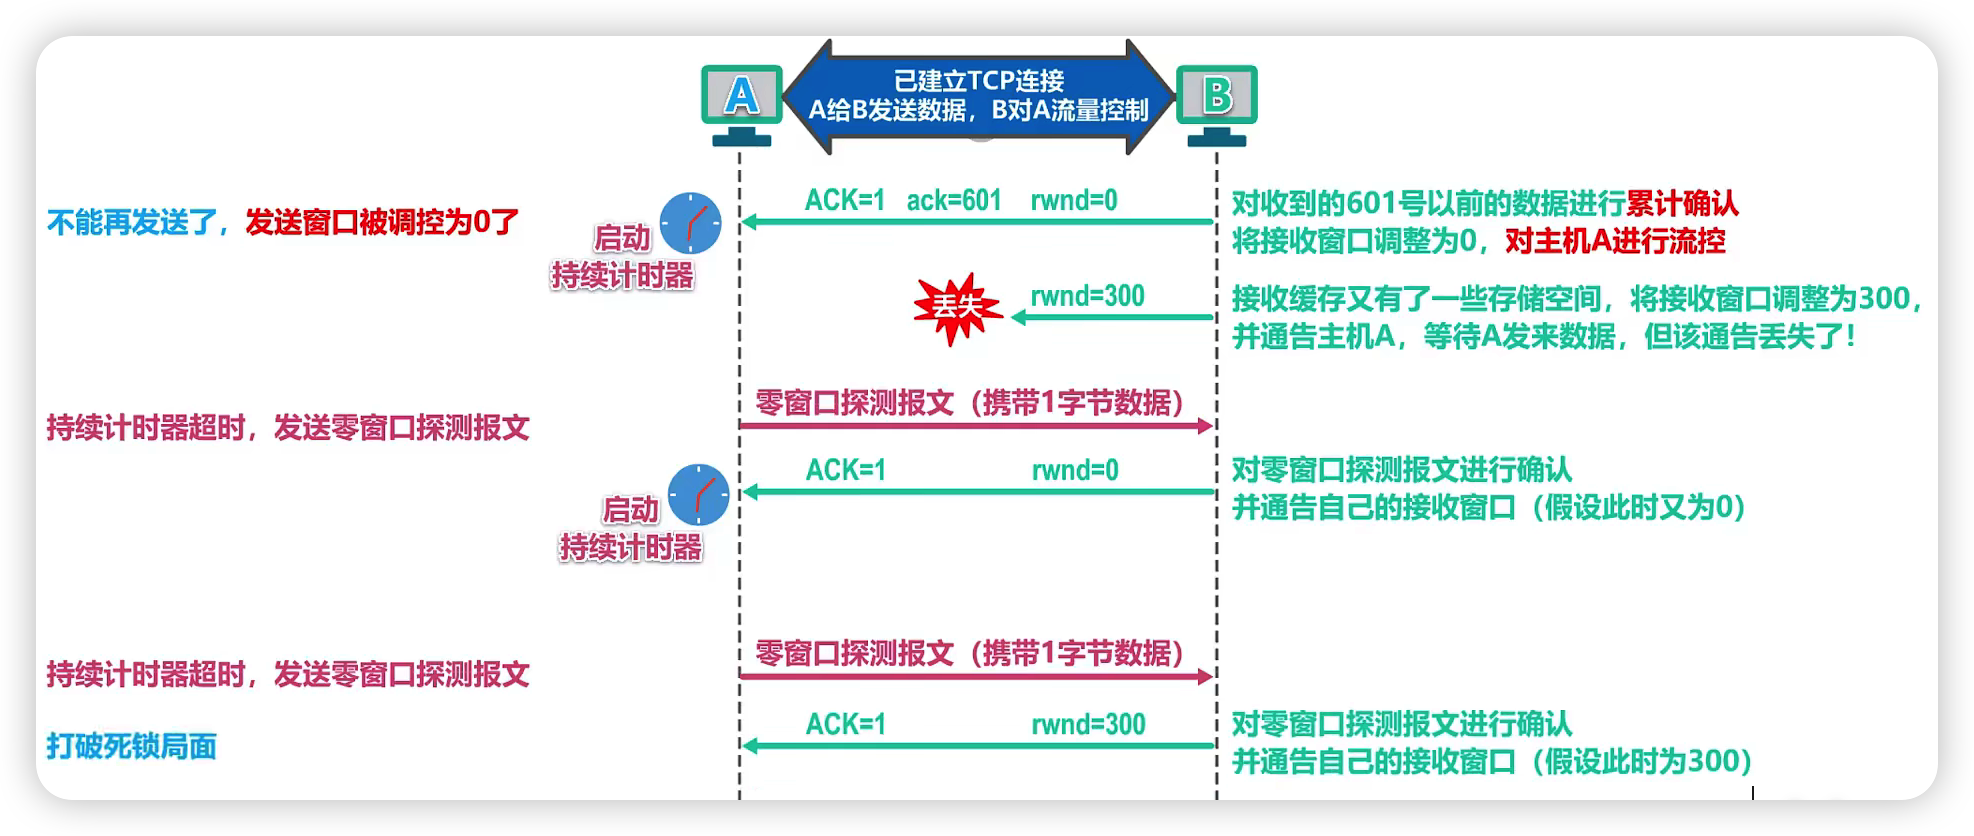 A
已建立TCP连接
A给B发送数据，B对A流量控制
B
不能再发送了，发送窗口被调控为0了
启动
持续计时器
ACK=1 ack=601 rwnd=0
对收到的601号以前的数据进行累计确认
将接收窗口调整为0，对主机A进行流控
丢失
rwnd=300
接收缓存又有了一些存储空间，将接收窗口调整为300，
并通告主机A，等待A发来数据，但该通告丢失了！
持续计时器超时，发送零窗口探测报文
零窗口探测报文（携带1字节数据）
启动
持续计时器
ACK=1 rwnd=0
对零窗口探测报文进行确认
并通告自己的接收窗口（假设此时又为0）
持续计时器超时，发送零窗口探测报文
零窗口探测报文（携带1字节数据）
打破死锁局面
ACK=1 rwnd=300
对零窗口探测报文进行确认
并通告自己的接收窗口（假设此时为300）